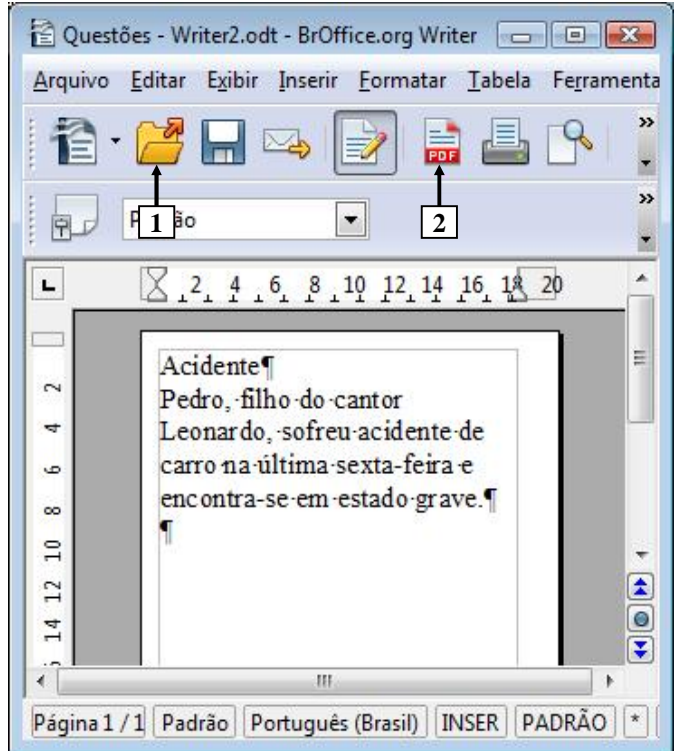 Questões - Writer2.odt - BrOffice.org Writer
Arquivo Editar Exibir Inserir Formatar Tabela Ferramenta
PDF
1
2
2 4 6 8 10 12 14 16 18 20
Acidente¶
Pedro,·filho·do·cantor
Leonardo,·sofreu·acidente·de
carro·na·última·sexta-feira·e
encontra-se·em·estado·grave.¶
¶
2
4
6
8
10
12
14
Página 1 / 1 Padrão Português (Brasil) INSER PADRÃO *